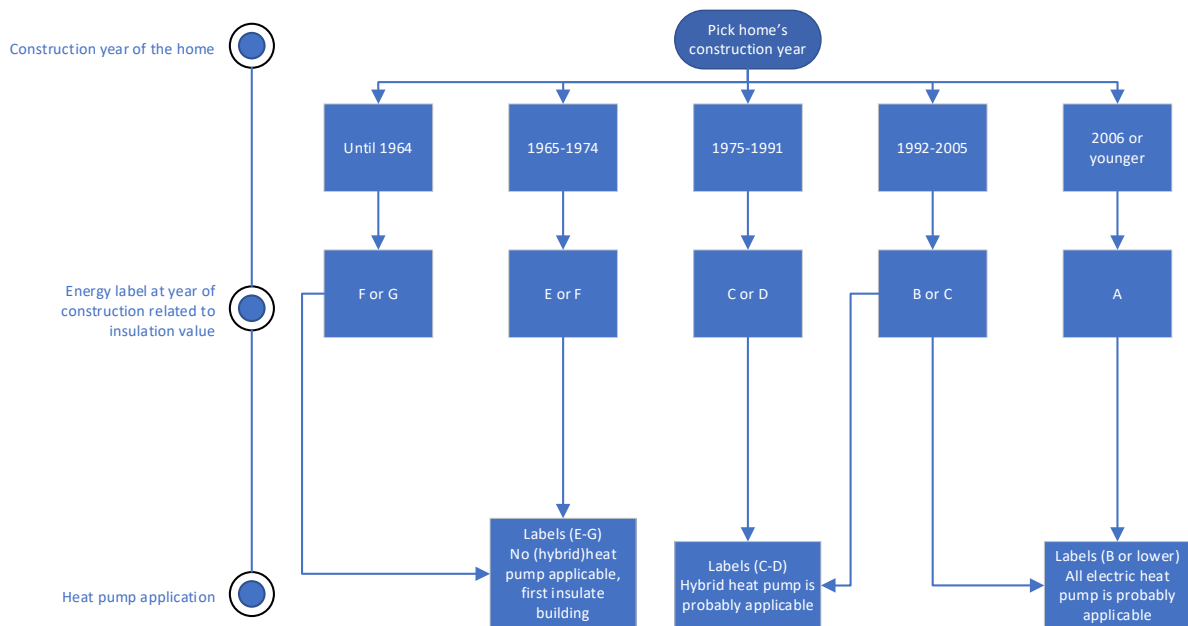 Construction year of the home
Pick home's
construction year
Until 1964
1965-1974
1975-1991
1992-2005
2006 or
younger
Energy label at year of
construction related to
insulation value
F or G
E or F
C or D
B or C
A
Heat pump application
Labels (E-G)
No (hybrid)heat
pump applicable,
first insulate
building
Labels (C-D)
Hybrid heat pump is
probably applicable
Labels (B or lower)
All electric heat
pump is probably
applicable